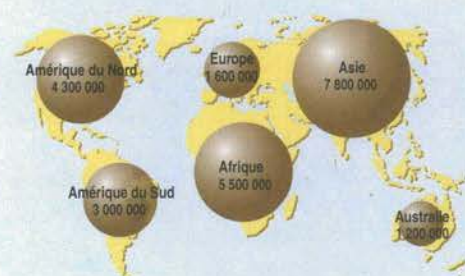 Amérique du Nord
4 300 000
Europe
1 600 000
Asie
7 800 000
Amérique du Sud
3 000 000
Afrique
5 500 000
Australie
1 200 000